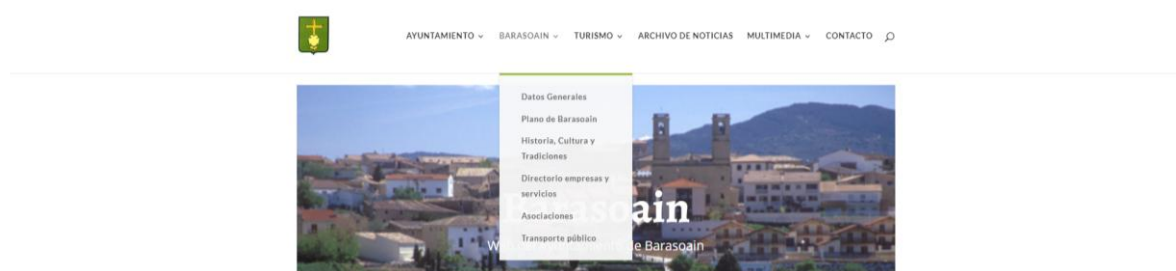 AYUNTAMIENTO BARASOAIN TURISMO ARCHIVO DE NOTICIAS MULTIMEDIA CONTACTO
Datos Generales
Plano de Barasoain
Historia, Cultura y
Tradiciones
Directorio empresas y
servicios
Asociaciones
Transporte público
Barasoain
de Barasoain